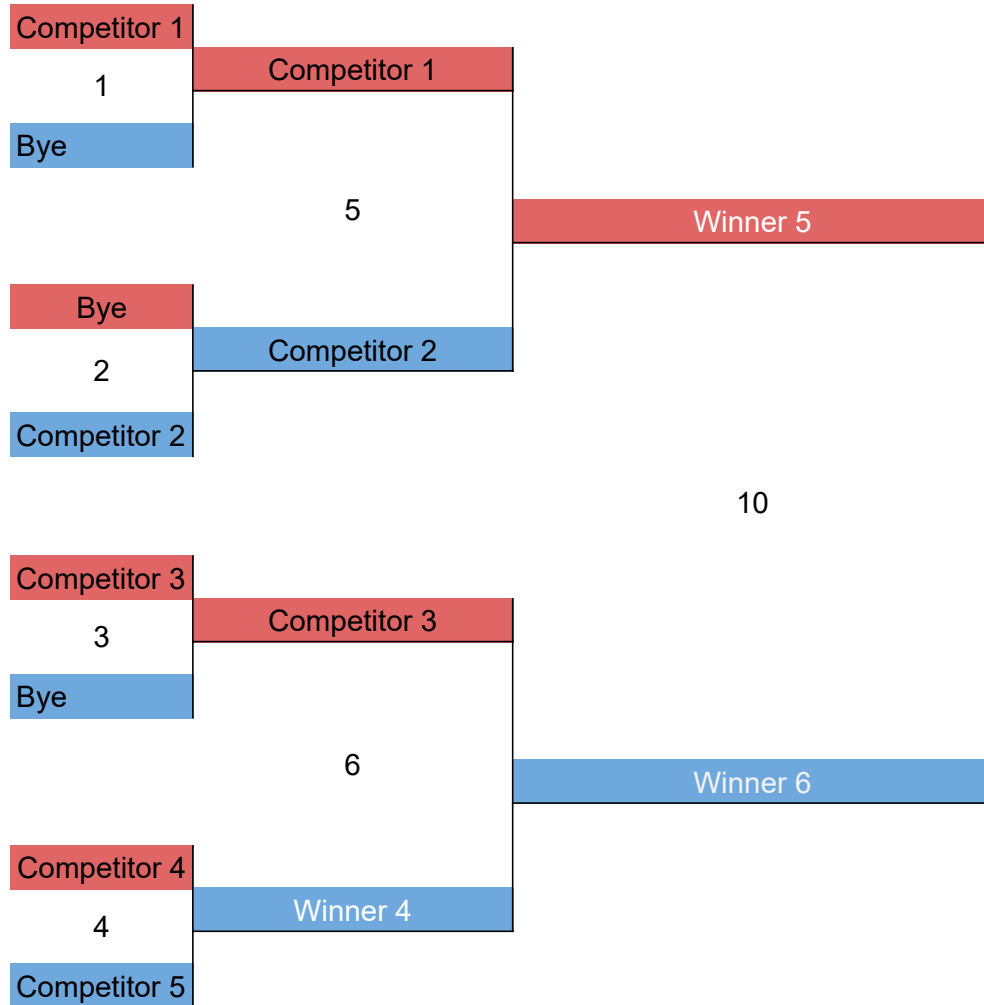 Competitor 1
1
Bye
Competitor 1
5
Winner 5
Bye
2
Competitor 2
Competitor 2
10
Competitor 3
3
Bye
Competitor 3
6
Winner 6
Competitor 4
4
Competitor 5
Winner 4